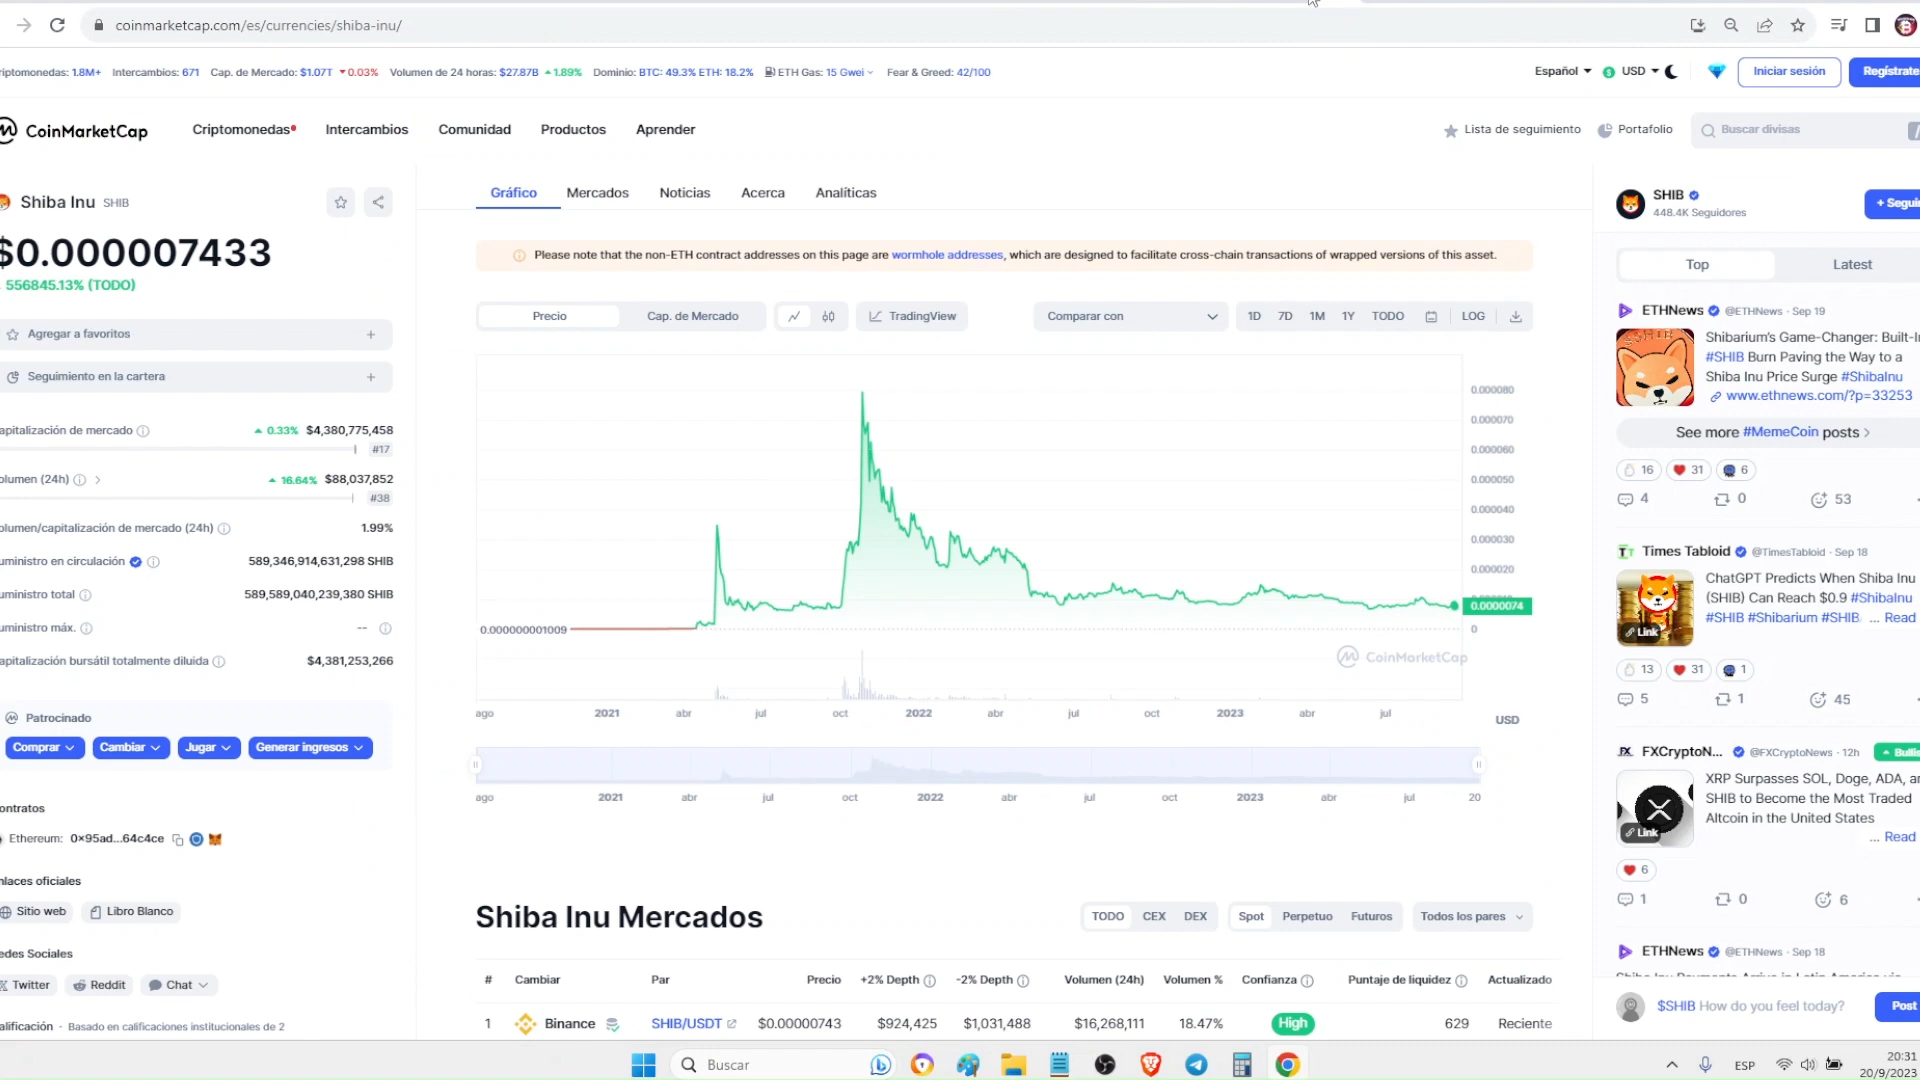 coinmarketcap.com/es/currencies/shiba-inu/
iptomonedas: 1.8M+ Intercambios: 671 Cap. de Mercado: $1.07T 0.03% Volumen de 24 horas: $27.87B 1.89% Dominio: BTC: 49.3% ETH: 18.2% ETH Gas: 15 Gwei Fear & Greed: 42/100
Español USD Iniciar sesión Regístrate
CoinMarketCap Criptomonedas Intercambios Comunidad Productos Aprender
Lista de seguimiento Portafolio Buscar divisas /
Shiba Inu SHIB
$0.000007433
556845.13% (TODO)
Agregar a favoritos +
Seguimiento en la cartera +
apitalización de mercado 0.33% $4,380,775,458
#17
olumen (24h) 16.64% $88,037,852
#38
olumen/capitalización de mercado (24h) 1.99%
uministro en circulación 589,346,914,631,298 SHIB
uministro total 589,589,040,239,380 SHIB
uministro máx. --
apitalización bursátil totalmente diluida $4,381,253,266
Patrocinado
Comprar Cambiar Jugar Generar ingresos
ontratos
Ethereum: 0x95ad...64c4ce
nlaces oficiales
Sitio web Libro Blanco
edes Sociales
Twitter Reddit Chat
alificación · Basado en calificaciones institucionales de 2
Gráfico Mercados Noticias Acerca Analíticas
Please note that the non-ETH contract addresses on this page are wormhole addresses, which are designed to facilitate cross-chain transactions of wrapped versions of this asset.
Precio Cap. de Mercado TradingView Comparar con 1D 7D 1M 1Y TODO LOG
0.000080
0.000070
0.000060
0.000050
0.000040
0.000030
0.000020
0.0000074
0.000000001009
0
CoinMarketCap
ago 2021 abr jul oct 2022 abr jul oct 2023 abr jul
USD
ago 2021 abr jul oct 2022 abr jul oct 2023 abr jul 20
Shiba Inu Mercados
TODO CEX DEX Spot Perpetuo Futuros Todos los pares
# Cambiar Par Precio +2% Depth -2% Depth Volumen (24h) Volumen % Confianza Puntaje de liquidez Actualizado
1 Binance SHIB/USDT $0.00000743 $924,425 $1,031,488 $16,268,111 18.47% High 629 Reciente
SHIB
448.4K Seguidores
+ Seguir
Top Latest
ETHNews @ETHNews · Sep 19
Shibarium's Game-Changer: Built-In
#SHIB Burn Paving the Way to a
Shiba Inu Price Surge #ShibaInu
www.ethnews.com/?p=33253
See more #MemeCoin posts
16 31 6
4 0 53
Times Tabloid @TimesTabloid · Sep 18
ChatGPT Predicts When Shiba Inu
(SHIB) Can Reach $0.9 #ShibaInu
#SHIB #Shibarium #SHIB. ... Read
Link
13 31 1
5 1 45
FXCryptoN... @FXCryptoNews · 12h Bullis
XRP Surpasses SOL, Doge, ADA, an
SHIB to Become the Most Traded
Altcoin in the United States
... Read
Link
6
1 0 6
ETHNews @ETHNews · Sep 18
Shiba Inu Payments Arrive in Latin America via
$SHIB How do you feel today? Post
Buscar
ESP
20:31
20/9/2023